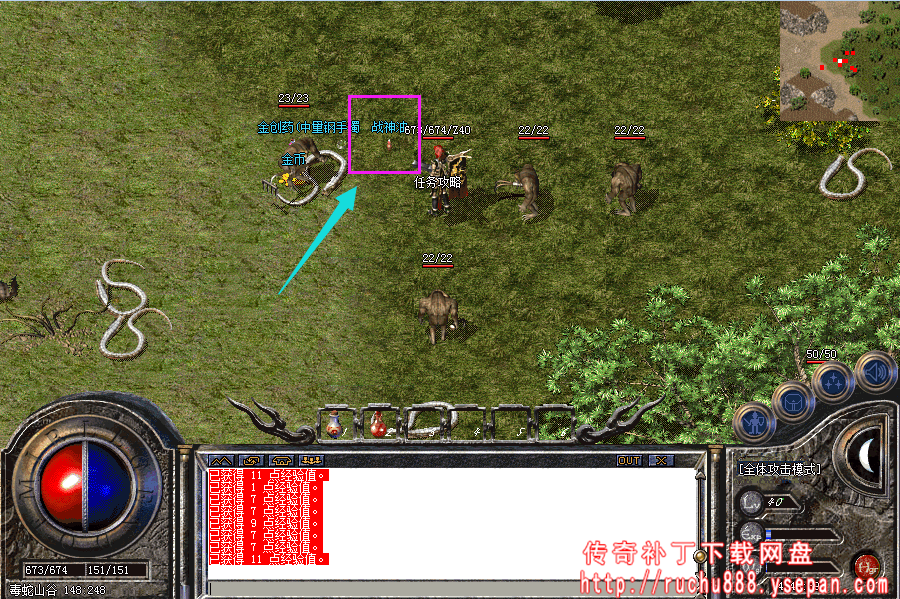 23/23
金创药(中量
钢手镯
战神油
673/674/Z40
22/22
22/22
金币
任务攻略
22/22
50/50
OUT
[全体攻击模式]
已获得 11 点经验值。
已获得 1 点经验值。
已获得 7 点经验值。
已获得 7 点经验值。
已获得 9 点经验值。
已获得 7 点经验值。
已获得 7 点经验值。
已获得 11 点经验值。
40
Exp
673/674
151/151
毒蛇山谷 148 248
传奇补丁下载网盘
http://ruchu888.ysepan.com